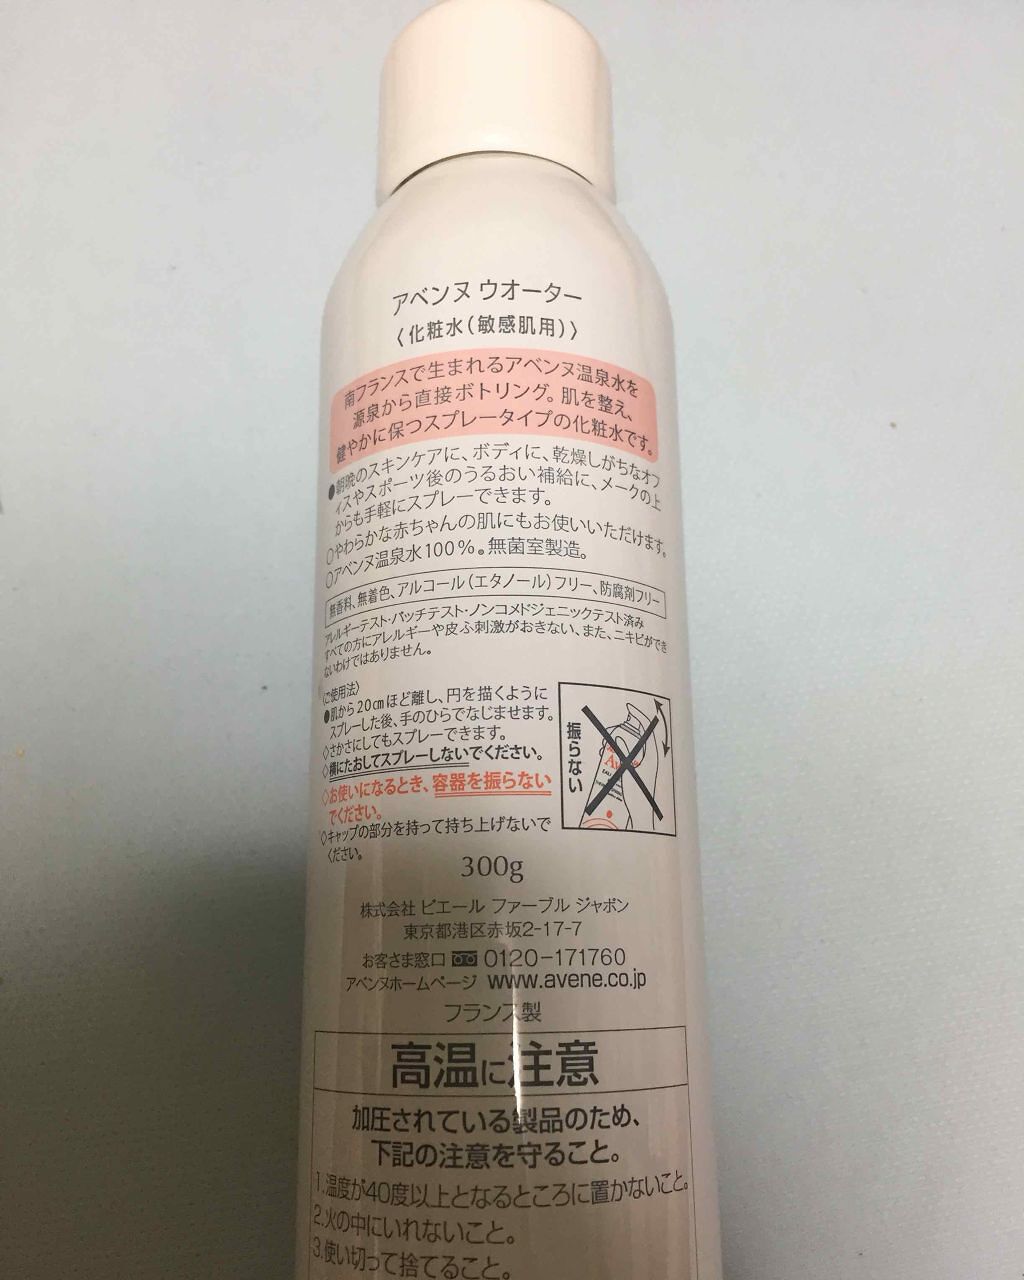 アベンヌ ウオーター
〈化粧水(敏感肌用)〉
南フランスで生まれるアベンヌ温泉水を
源泉から直接ボトリング。肌を整え、
健やかに保つスプレータイプの化粧水です。
●朝晩のスキンケアに、ボディに、乾燥しがちなオフ
ィスやスポーツ後のうるおい補給に、メークの上
からも手軽にスプレーできます。
○やわらかな赤ちゃんの肌にもお使いいただけます。
○アベンヌ温泉水100%。無菌室製造。
無香料、無着色、アルコール(エタノール)フリー、防腐剤フリー
アレルギーテスト・パッチテスト・ノンコメドジェニックテスト済み
すべての方にアレルギーや皮ふ刺激がおきない、また、ニキビができ
ないわけではありません。
〈ご使用法〉
●肌から20cmほど離し、円を描くように
スプレーした後、手のひらでなじませます。
◇さかさにしてもスプレーできます。
◇横にたおしてスプレーしないでください。
◇お使いになるとき、容器を振らない
でください。
◇キャップの部分を持って持ち上げないで
ください。
振らない
300g
株式会社 ピエール ファーブル ジャポン
東京都港区赤坂2-17-7
お客さま窓口 0120-171760
アベンヌホームページ www.avene.co.jp
フランス製
高温に注意
加圧されている製品のため、
下記の注意を守ること。
1.温度が40度以上となるところに置かないこと。
2.火の中にいれないこと。
3.使い切って捨てること。